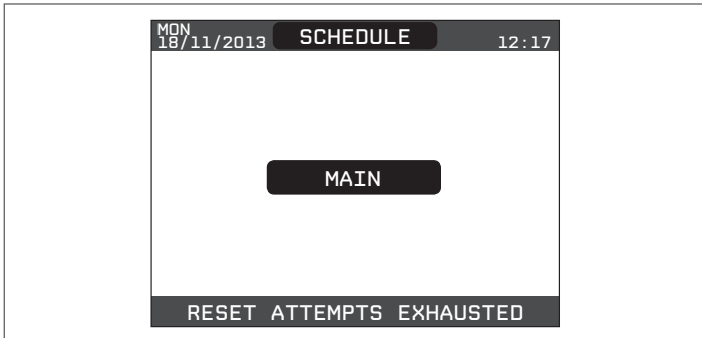 MON
18/11/2013 SCHEDULE 12:17
MAIN
RESET ATTEMPTS EXHAUSTED